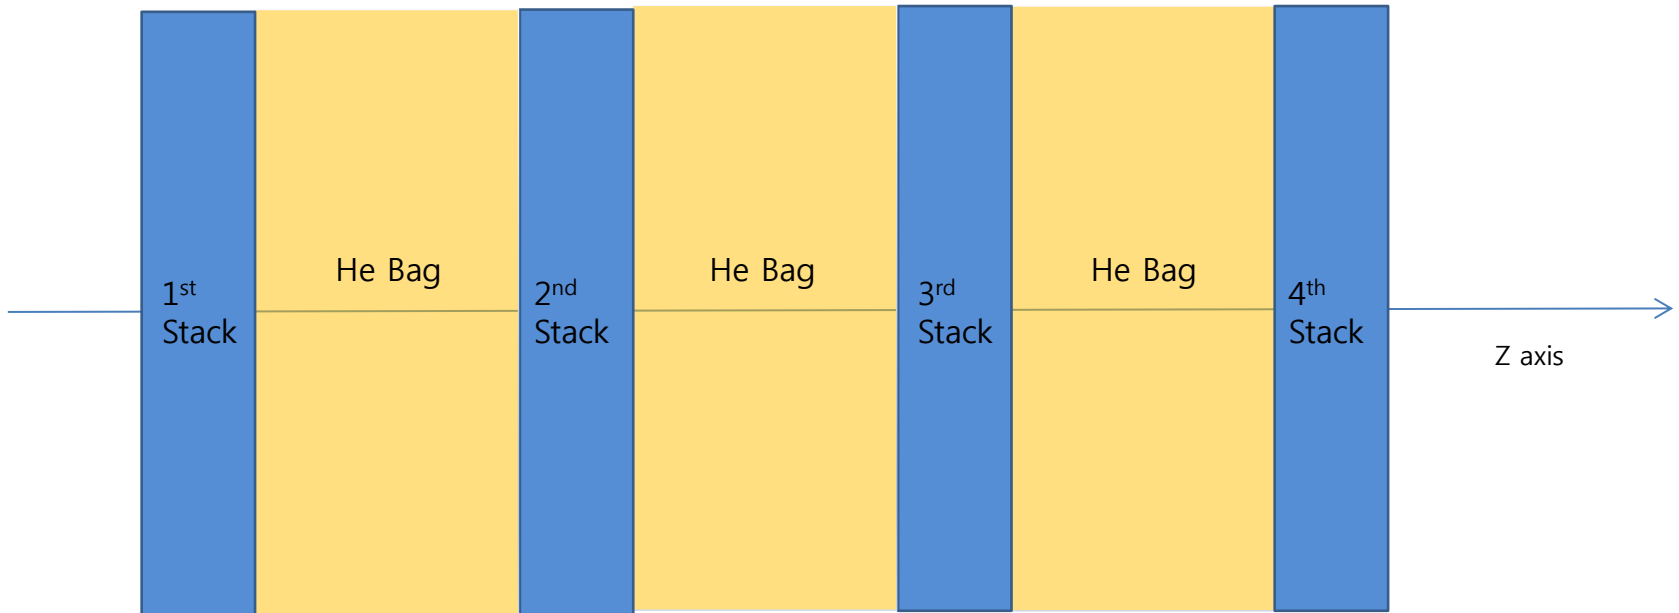 1st
Stack
He Bag
2nd
Stack
He Bag
3rd
Stack
He Bag
4th
Stack
Z axis